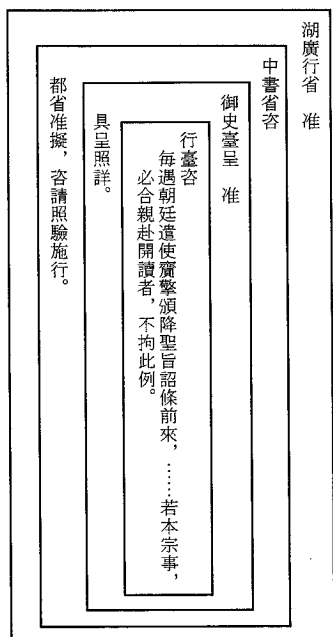 湖廣行省　准
中書省咨
御史臺呈　准
行臺咨
每遇朝廷遣使齎擎頒降聖旨詔條前來，……若本宗事，
必合親赴開讀者，不拘此例。
具呈照詳。
都省准擬，咨請照驗施行。